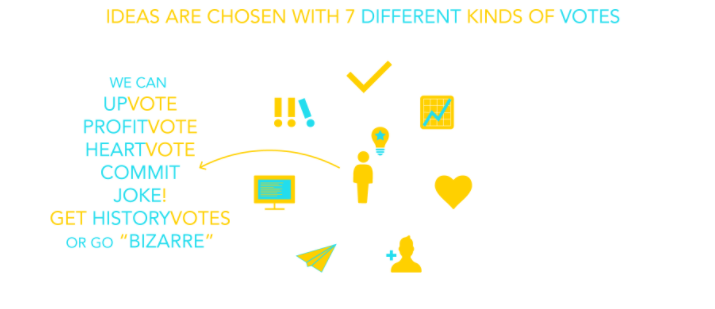 IDEAS ARE CHOSEN WITH 7 DIFFERENT KINDS OF VOTES
WE CAN
UPVOTE
PROFITVOTE
HEARTVOTE
COMMIT
JOKE!
GET HISTORYVOTES
OR GO "BIZARRE"